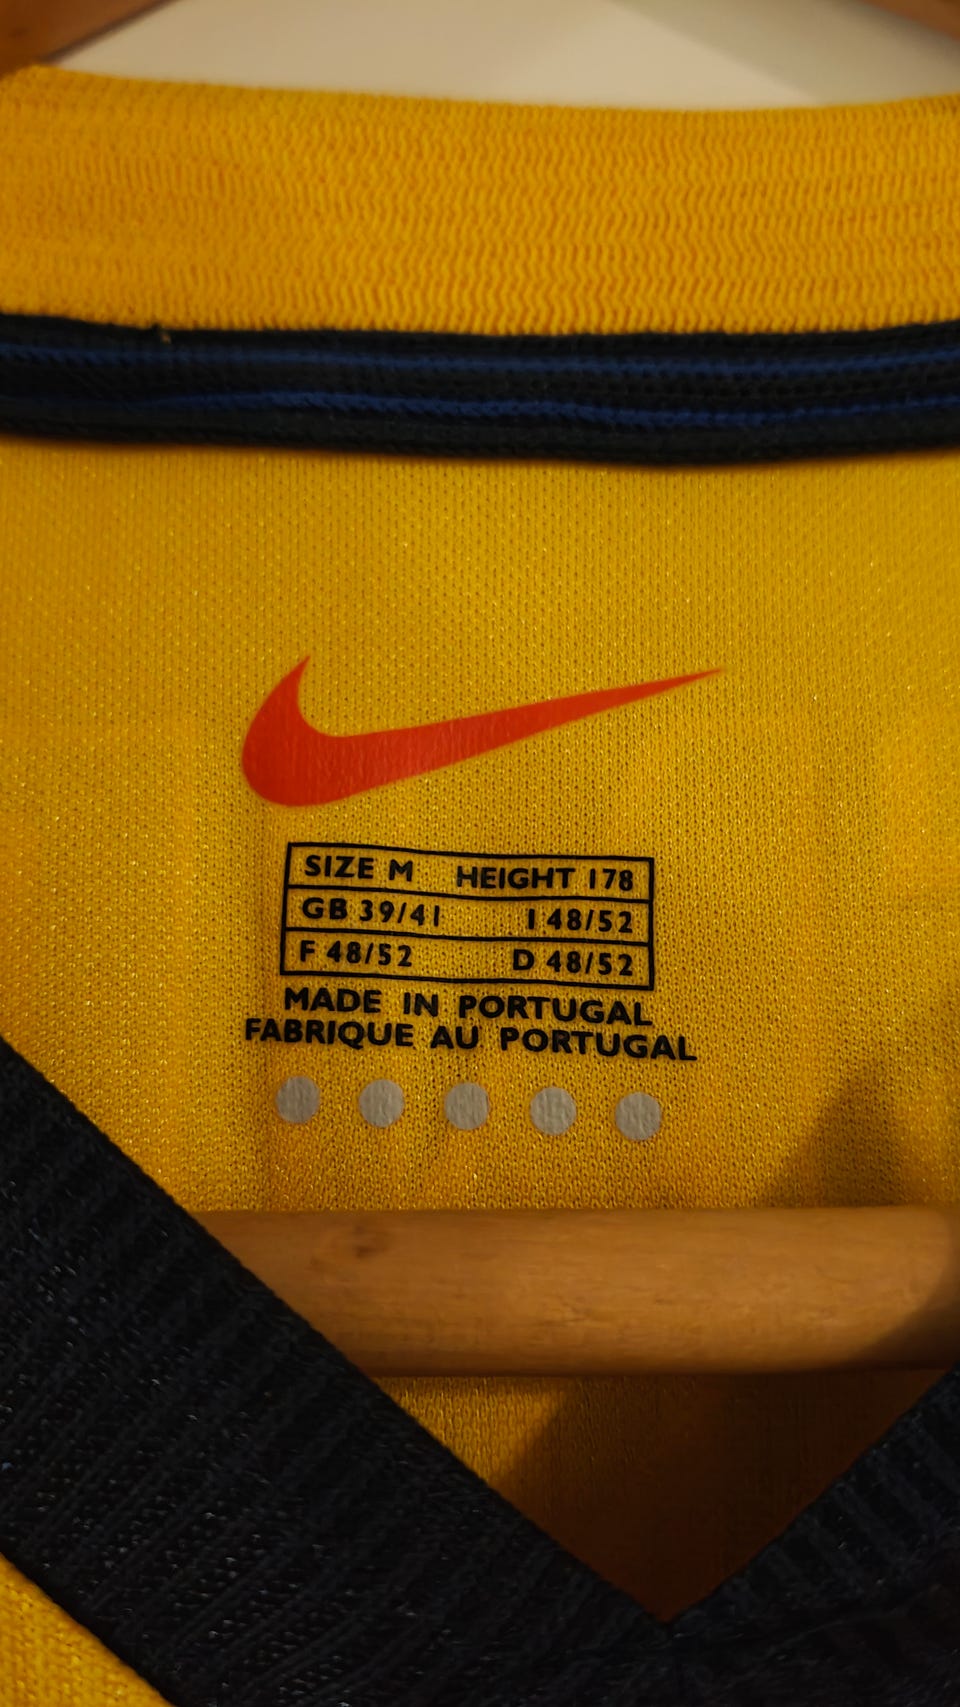 SIZE M HEIGHT 178
GB 39/41 I 48/52
F 48/52 D 48/52
MADE IN PORTUGAL
FABRIQUE AU PORTUGAL